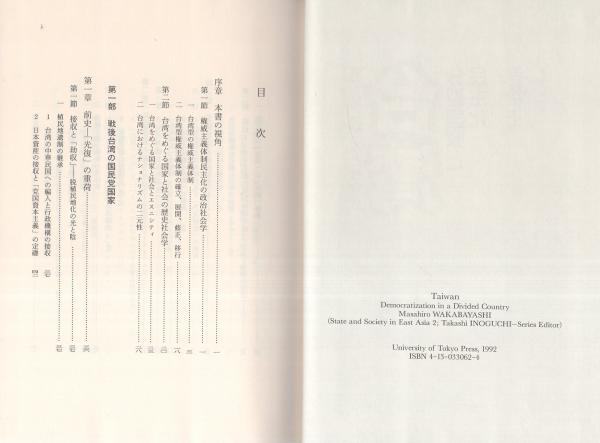 目次
序章 本書の視角
第一節 権威主義体制民主化の政治社会学
一 台湾型の権威主義体制
二 台湾型権威主義体制の確立、展開、修正、移行
第二節 台湾をめぐる国家と社会の歴史社会学
一 台湾をめぐる国家と社会とエスニシティ
二 台湾におけるナショナリズムの二元性
第一部 戦後台湾の国民党国家
第一章 前史―「光復」の重荷
第一節 接収と「劫収」――脱植民地化の光と陰
一 植民地遺制の継承
1 台湾の中華民国への編入と行政機構の接収
2 日本資産の接収と「党国資本主義」の定礎
Taiwan
Democratization in a Divided Country
Masahiro WAKABAYASHI
(State and Society in East Asia 2; Takashi INOGUCHI—Series Editor)
University of Tokyo Press, 1992
ISBN 4-13-033062-4